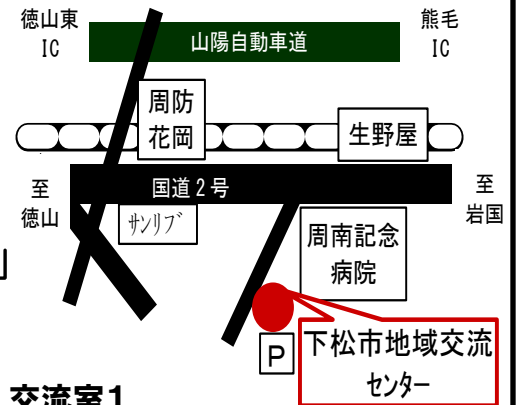 徳山東
IC
山陽自動車道
熊毛
IC
周防
花岡
生野屋
国道2号
至
徳山
至
岩国
サンリブ
周南記念
病院
」
P
下松市地域交流
センター
交流室1